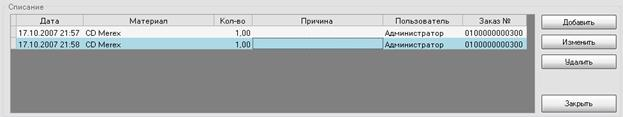 Списание
Дата Материал Кол-во Причина Пользователь Заказ № Добавить
17.10.2007 21:57 CD Merex 1,00 Администратор 0100000000300
17.10.2007 21:58 CD Merex 1,00 Администратор 0100000000300 Изменить
Удалить
Закрыть